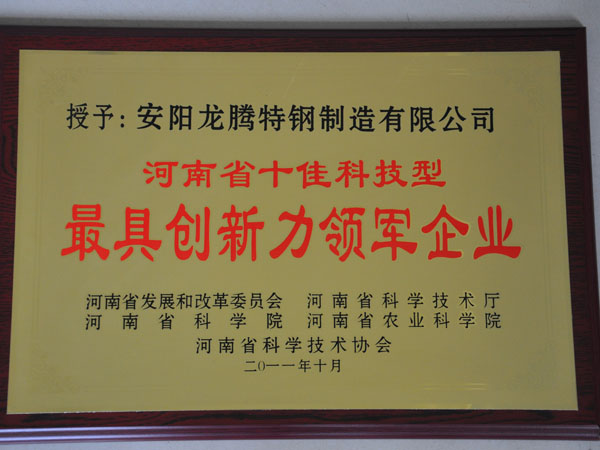 授予：安阳龙腾特钢制造有限公司
河南省十佳科技型
最具创新力领军企业
河南省发展和改革委员会 河南省科学技术厅
河南省科学院 河南省农业科学院
河南省科学技术协会
二〇一一年十月